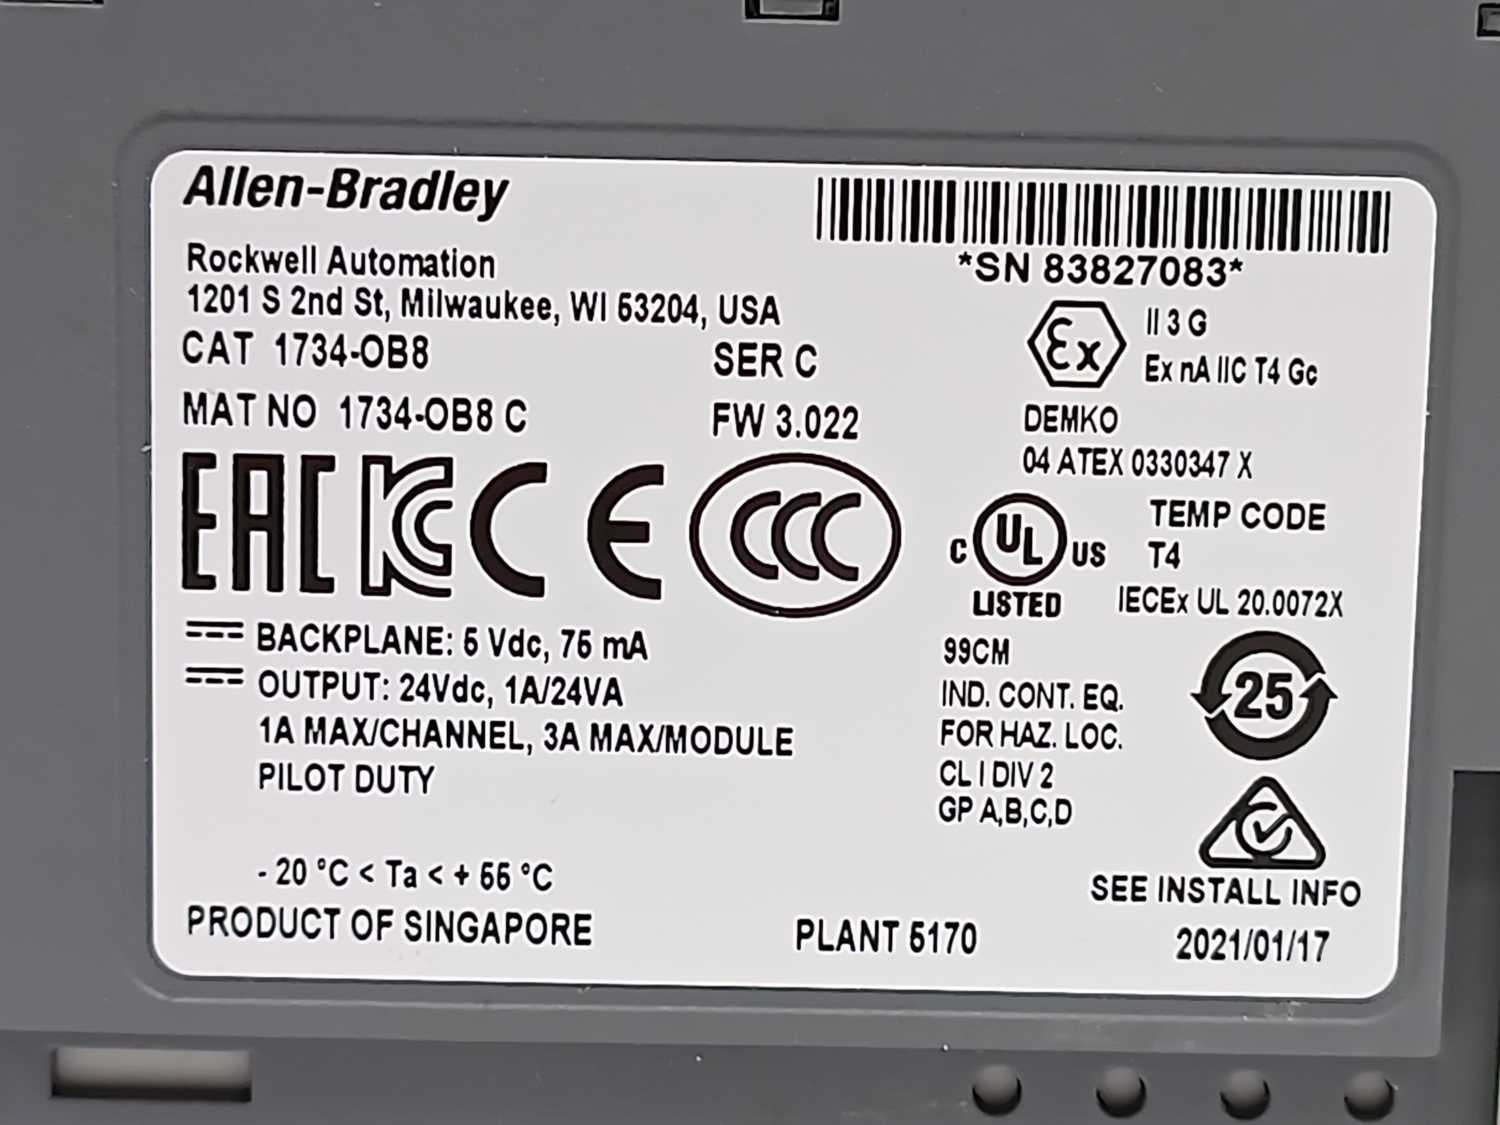 Allen-Bradley
*SN 83827083*
Rockwell Automation
1201 S 2nd St, Milwaukee, WI 53204, USA
CAT 1734-OB8
SER C
MAT NO 1734-OB8 C
FW 3.022
Ex
II 3 G
Ex nA IIC T4 Gc
DEMKO
04 ATEX 0330347 X
EAC KC CE CCC
C UL US
LISTED
TEMP CODE
T4
IECEx UL 20.0072X
BACKPLANE: 5 Vdc, 75 mA
OUTPUT: 24Vdc, 1A/24VA
1A MAX/CHANNEL, 3A MAX/MODULE
PILOT DUTY
99CM
IND. CONT. EQ.
FOR HAZ. LOC.
CL I DIV 2
GP A,B,C,D
25
- 20 °C < Ta < + 55 °C
SEE INSTALL INFO
PRODUCT OF SINGAPORE
PLANT 5170
2021/01/17